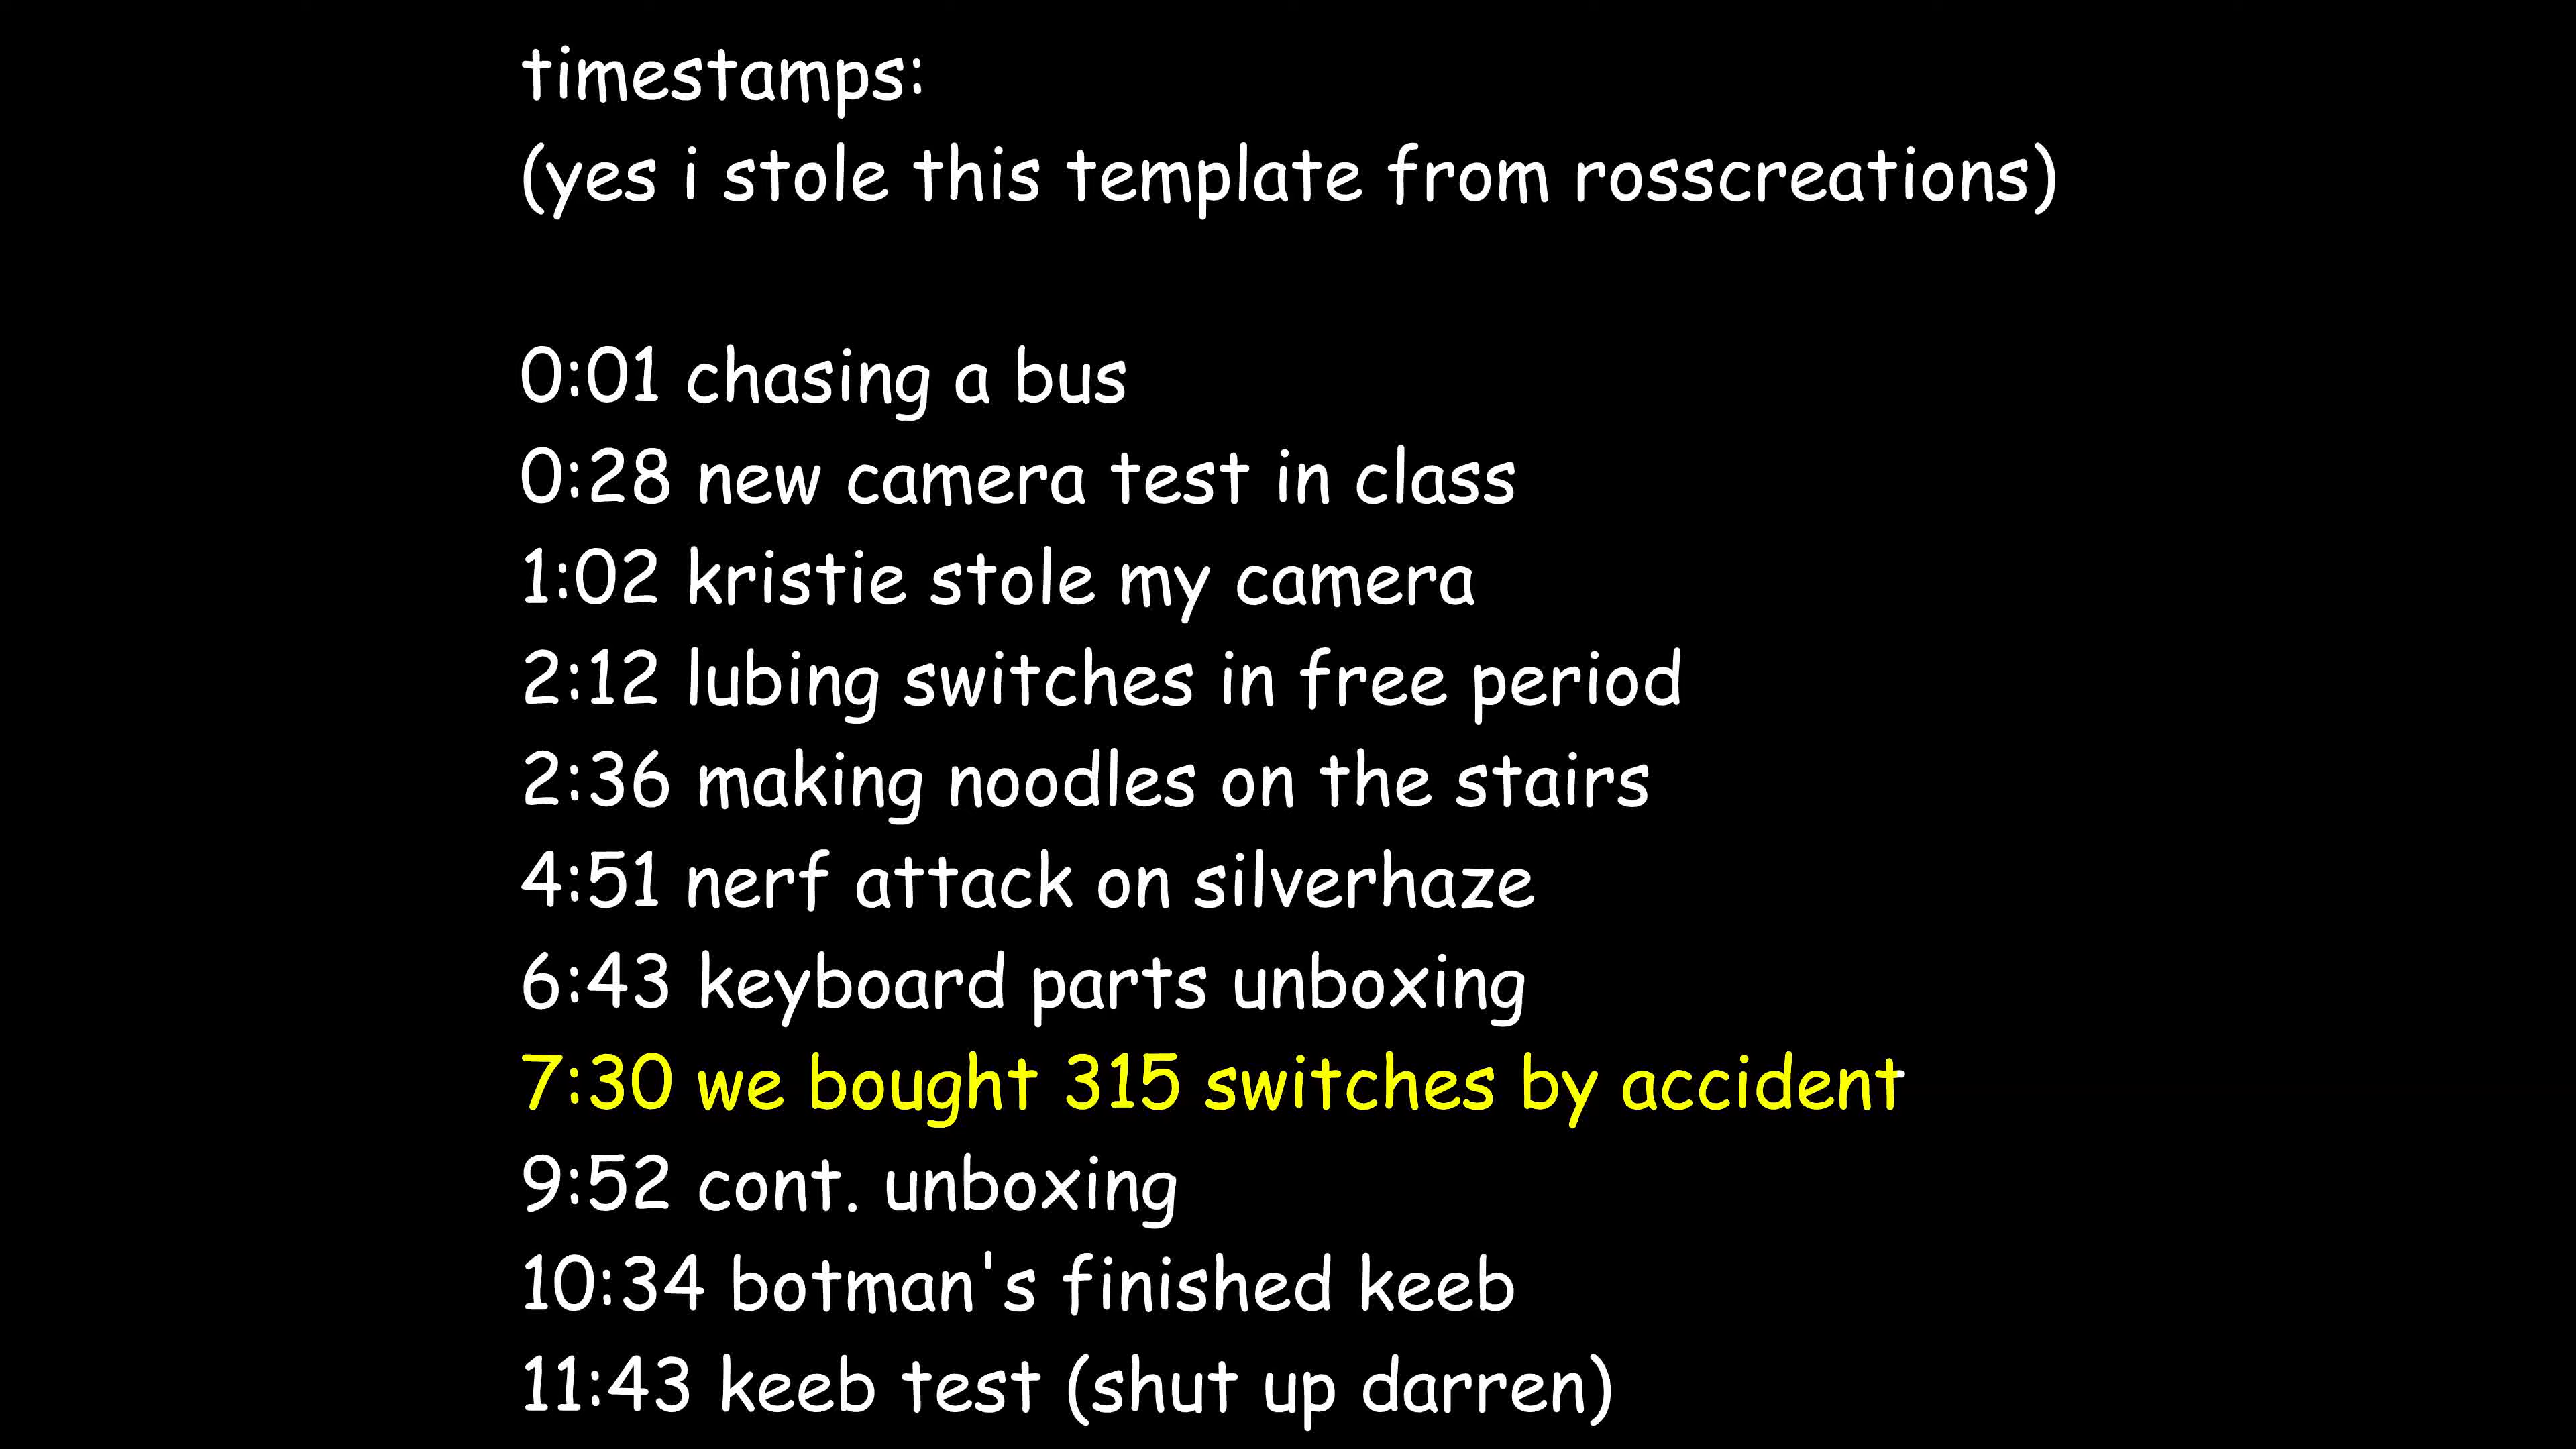 timestamps:
(yes i stole this template from rosscreations)
0:01 chasing a bus
0:28 new camera test in class
1:02 kristie stole my camera
2:12 lubing switches in free period
2:36 making noodles on the stairs
4:51 nerf attack on silverhaze
6:43 keyboard parts unboxing
7:30 we bought 315 switches by accident
9:52 cont. unboxing
10:34 botman's finished keeb
11:43 keeb test (shut up darren)